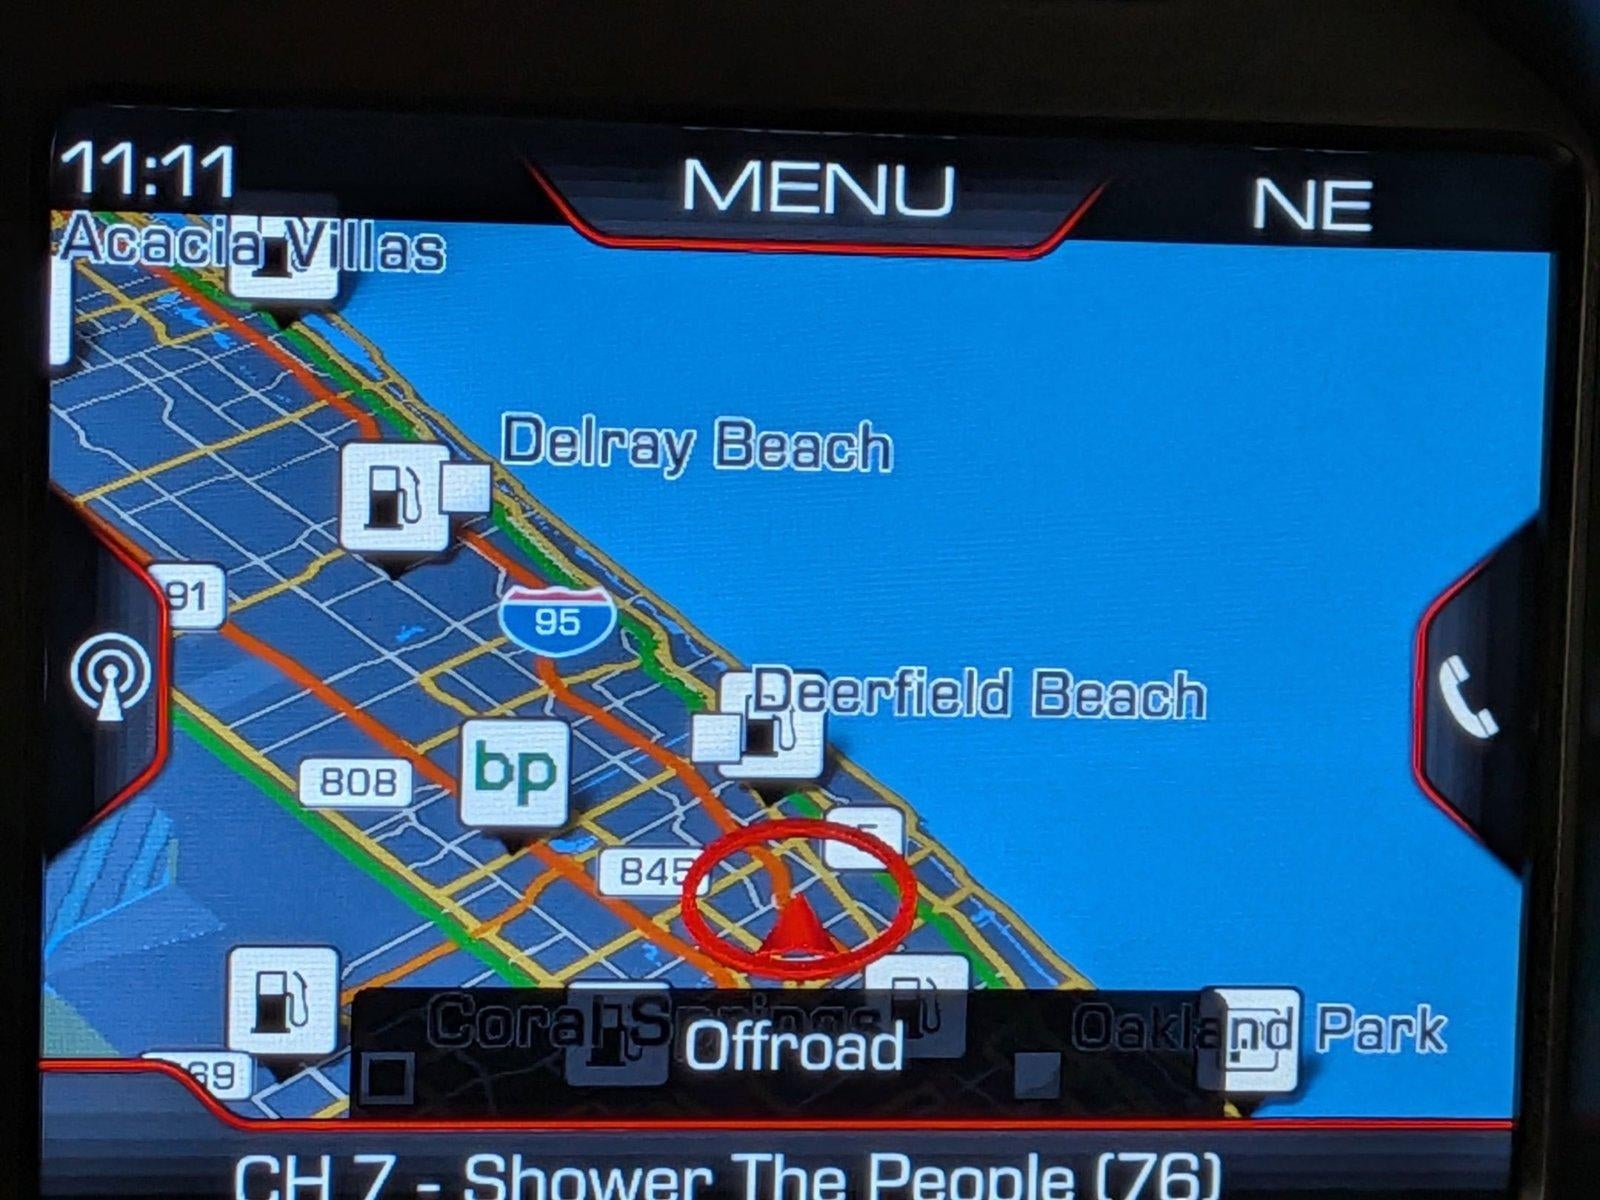 11:11
MENU
NE
Acacia Villas
Delray Beach
91
95
Deerfield Beach
bp
808
845
Coral Springs
Offroad
Oakland Park
69
CH 7 - Shower The People (76)